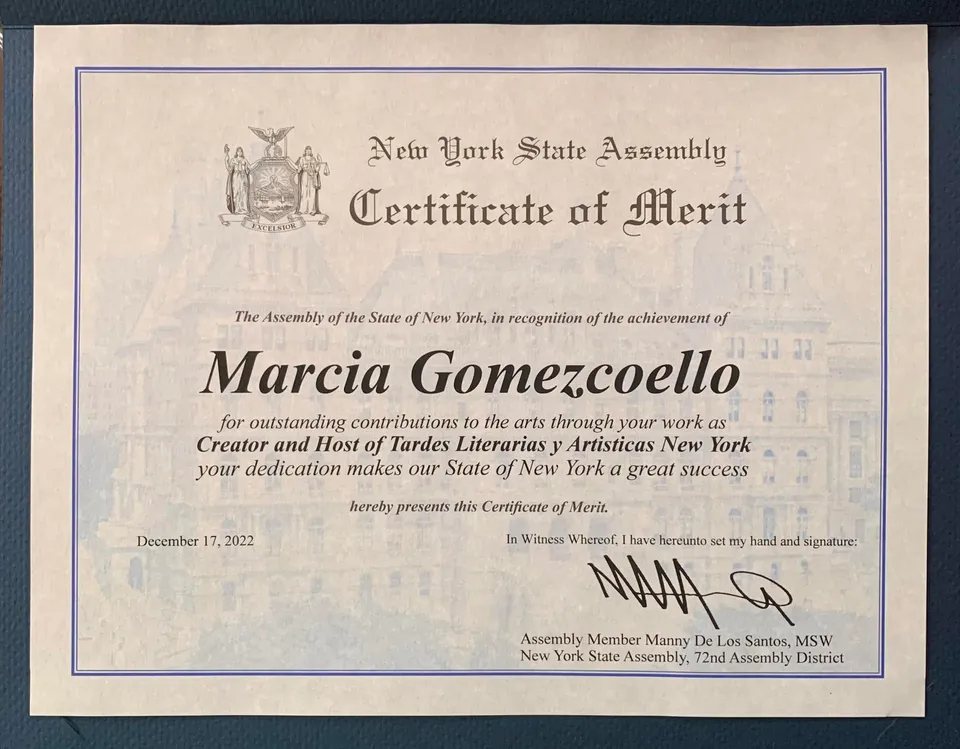 New York State Assembly
Certificate of Merit
EXCELSIOR
The Assembly of the State of New York, in recognition of the achievement of
Marcia Gomezcoello
for outstanding contributions to the arts through your work as
Creator and Host of Tardes Literarias y Artisticas New York
your dedication makes our State of New York a great success
hereby presents this Certificate of Merit.
December 17, 2022
In Witness Whereof, I have hereunto set my hand and signature:
Assembly Member Manny De Los Santos, MSW
New York State Assembly, 72nd Assembly District